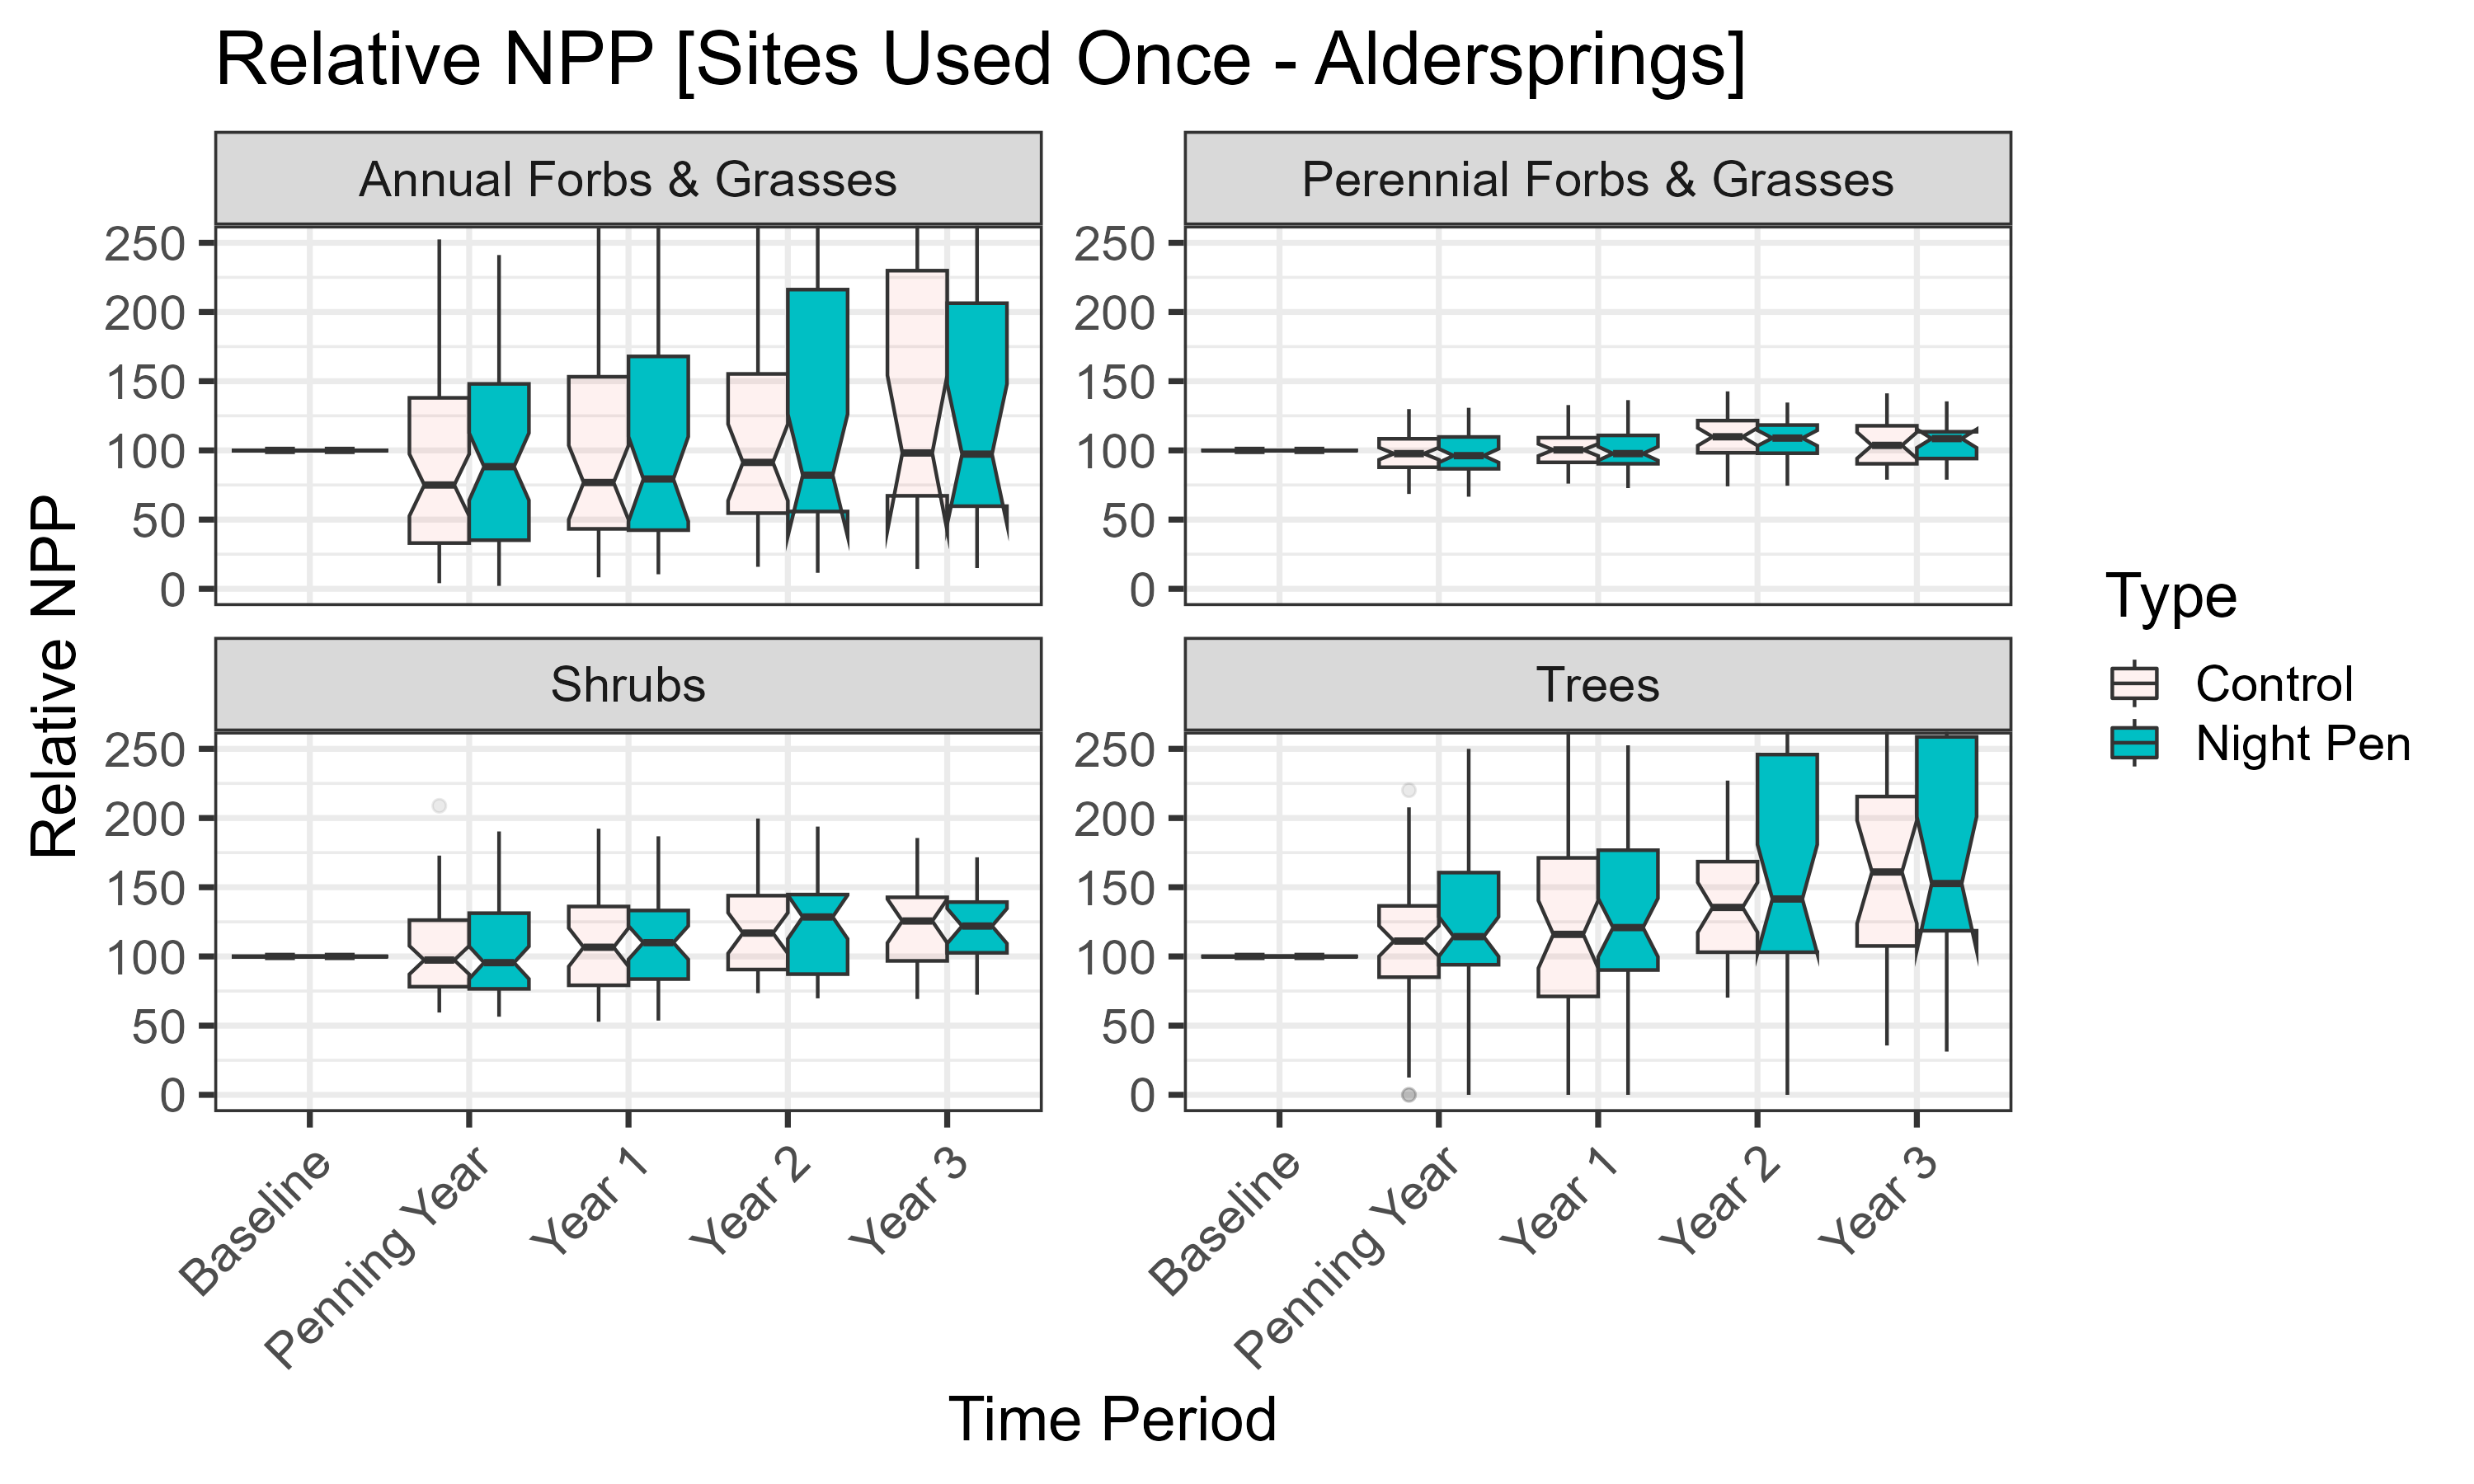 Relative NPP [Sites Used Once - Aldersprings]
Annual Forbs & Grasses
Perennial Forbs & Grasses
250
200
150
100
50
0
250
200
150
100
50
0
Shrubs
Trees
250
200
150
100
50
0
250
200
150
100
50
0
Baseline
Penning Year
Year 1
Year 2
Year 3
Baseline
Penning Year
Year 1
Year 2
Year 3
Relative NPP
Time Period
Type
Control
Night Pen